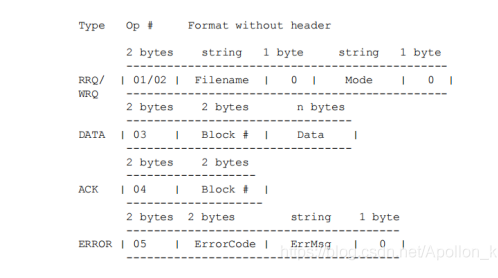 Type Op # Format without header
2 bytes string 1 byte string 1 byte
-----------------------------------------------
RRQ/ | 01/02 | Filename | 0 | Mode | 0 |
WRQ -----------------------------------------------
2 bytes 2 bytes n bytes
---------------------------------
DATA | 03 | Block # | Data |
---------------------------------
2 bytes 2 bytes
-------------------
ACK | 04 | Block # |
--------------------
2 bytes 2 bytes string 1 byte
----------------------------------------
ERROR | 05 | ErrorCode | ErrMsg | 0 |
----------------------------------------
https://blog.csdn.net/Apollon_k